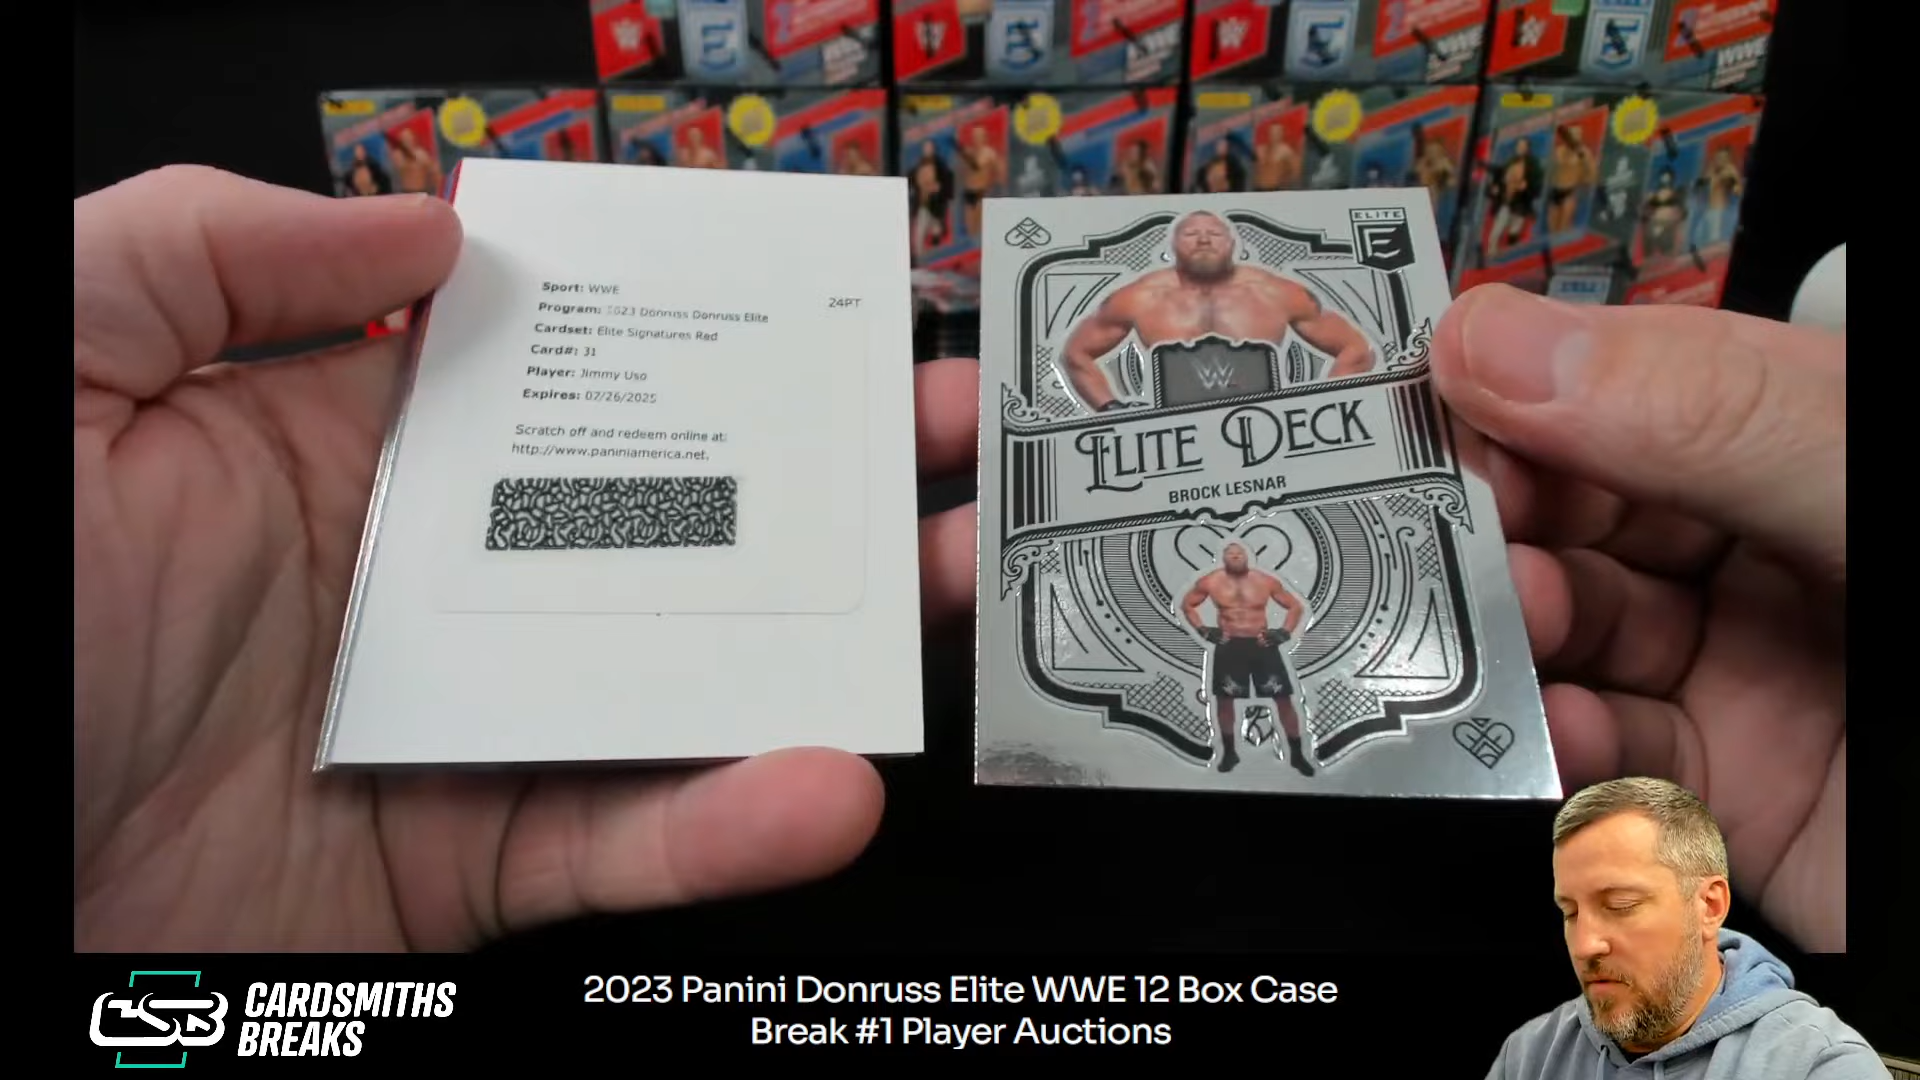 Sport: WWE
24PT
Program: 2023 Donruss Donruss Elite
Cardset: Elite Signatures Red
Card#: 31
Player: Jimmy Uso
Expires: 07/26/2025
Scratch off and redeem online at:
http://www.paniniamerica.net.
ELITE
E
W
ELITE DECK
BROCK LESNAR
CSB
CARDSMITHS
BREAKS
2023 Panini Donruss Elite WWE 12 Box Case
Break #1 Player Auctions